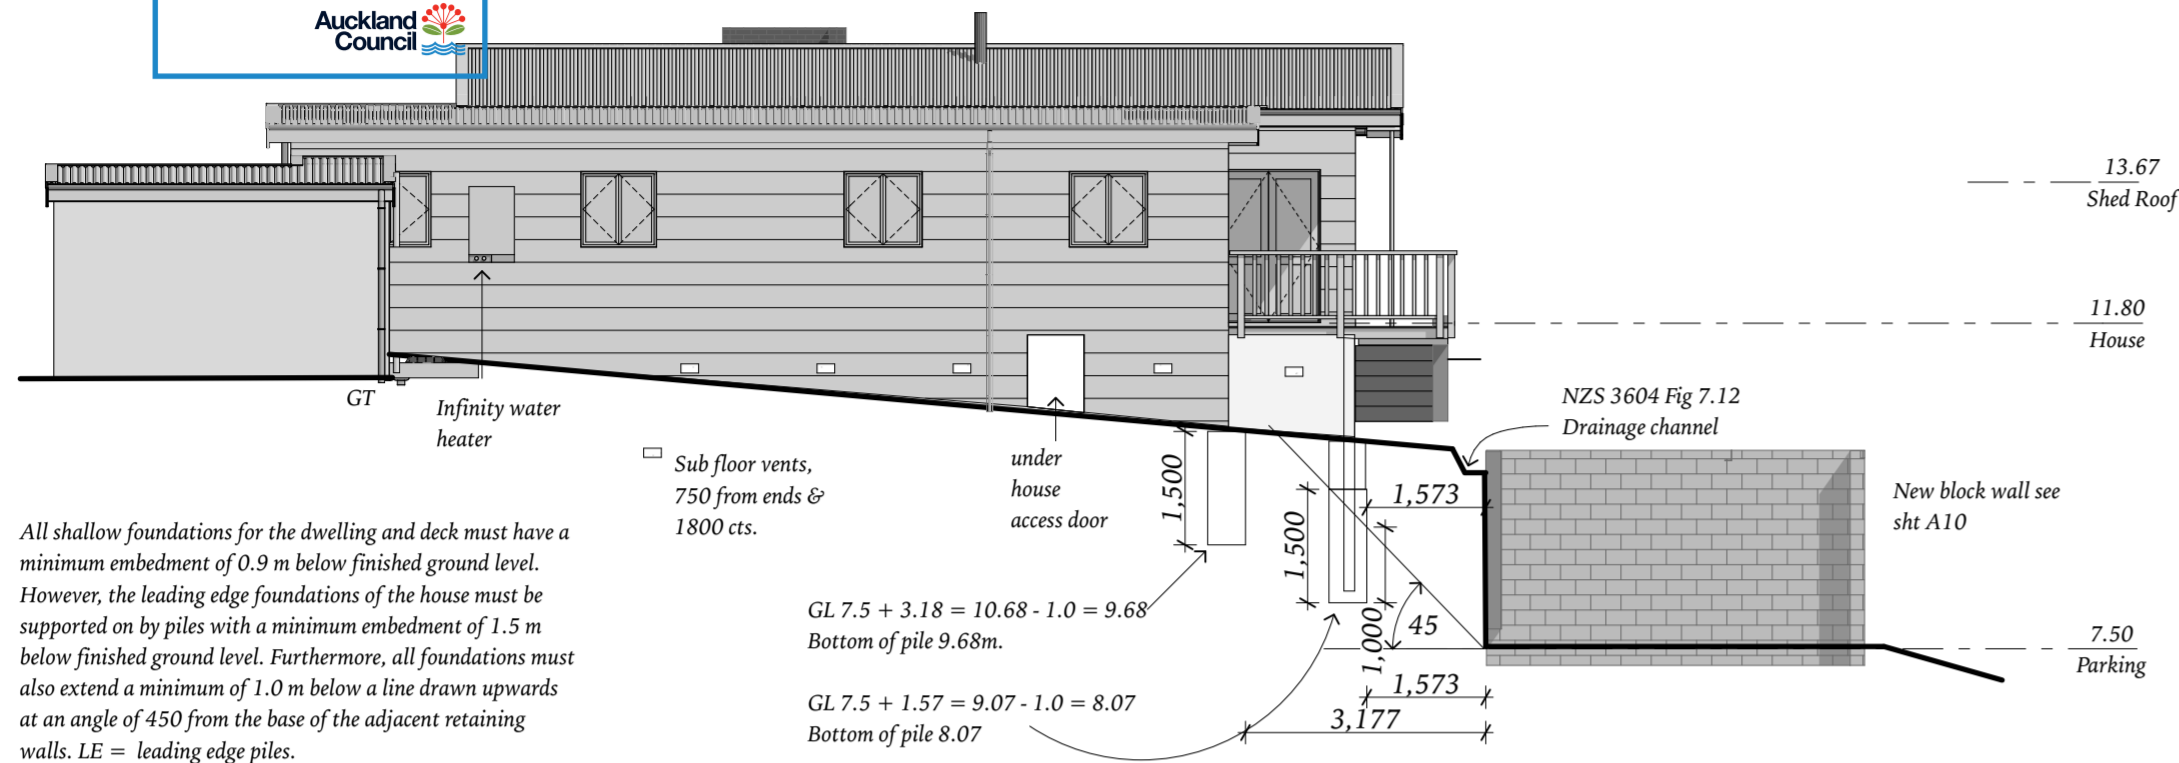 Auckland
Council
13.67
Shed Roof
11.80
House
GT
Infinity water
heater
Sub floor vents,
750 from ends &
1800 cts.
under
house
access door
NZS 3604 Fig 7.12
Drainage channel
New block wall see
sht A10
1,500
1,500
1,573
1,000
45
1,573
3,177
7.50
Parking
GL 7.5 + 3.18 = 10.68 - 1.0 = 9.68
Bottom of pile 9.68m.
GL 7.5 + 1.57 = 9.07 - 1.0 = 8.07
Bottom of pile 8.07
All shallow foundations for the dwelling and deck must have a
minimum embedment of 0.9 m below finished ground level.
However, the leading edge foundations of the house must be
supported on by piles with a minimum embedment of 1.5 m
below finished ground level. Furthermore, all foundations must
also extend a minimum of 1.0 m below a line drawn upwards
at an angle of 450 from the base of the adjacent retaining
walls. LE = leading edge piles.